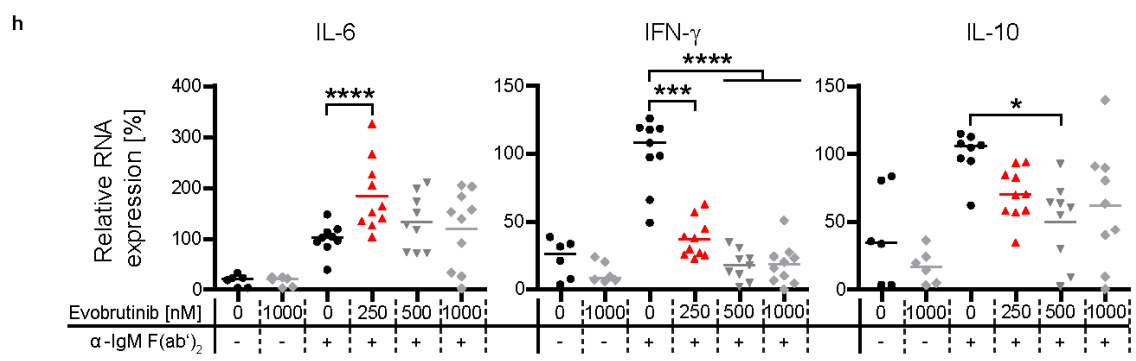 h
IL-6 IFN-γ IL-10
Relative RNA
expression [%]
400
300
200
100
0
****
150
100
50
0
****
***
150
100
50
0
*
Evobrutinib [nM] 0 1000 0 250 500 1000 0 1000 0 250 500 1000 0 1000 0 250 500 1000
α-IgM F(ab‘)2 - - + + + + - - + + + + - - + + + +